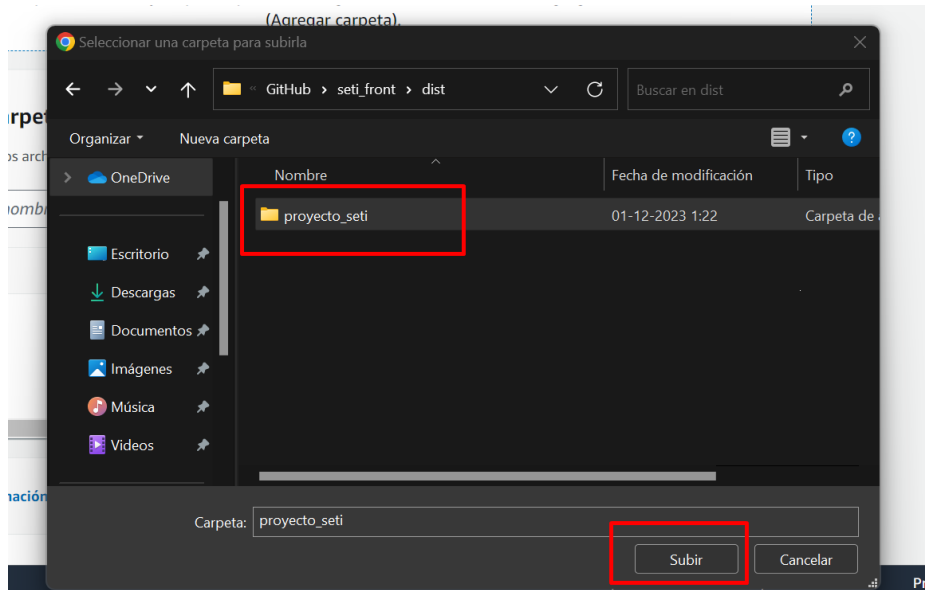 (Agregar carpeta).
Seleccionar una carpeta para subirla
« GitHub › seti_front › dist
Buscar en dist
Organizar
Nueva carpeta
OneDrive
Nombre
Fecha de modificación
Tipo
proyecto_seti
01-12-2023 1:22
Carpeta de
Escritorio
Descargas
Documentos
Imágenes
Música
Videos
Carpeta:
proyecto_seti
Subir
Cancelar